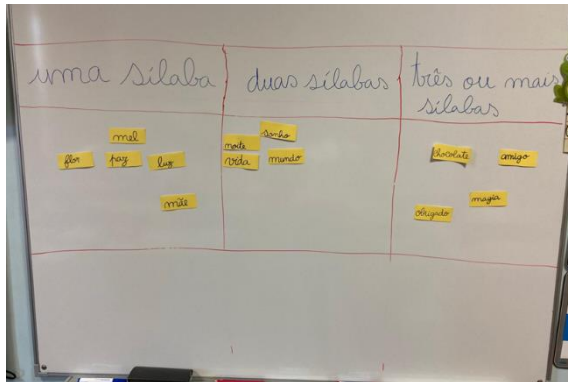 uma sílaba
duas sílabas
três ou mais
sílabas
mel
flor
paz
luz
mãe
sonho
noite
vida
mundo
chocolate
amigo
magia
obrigado